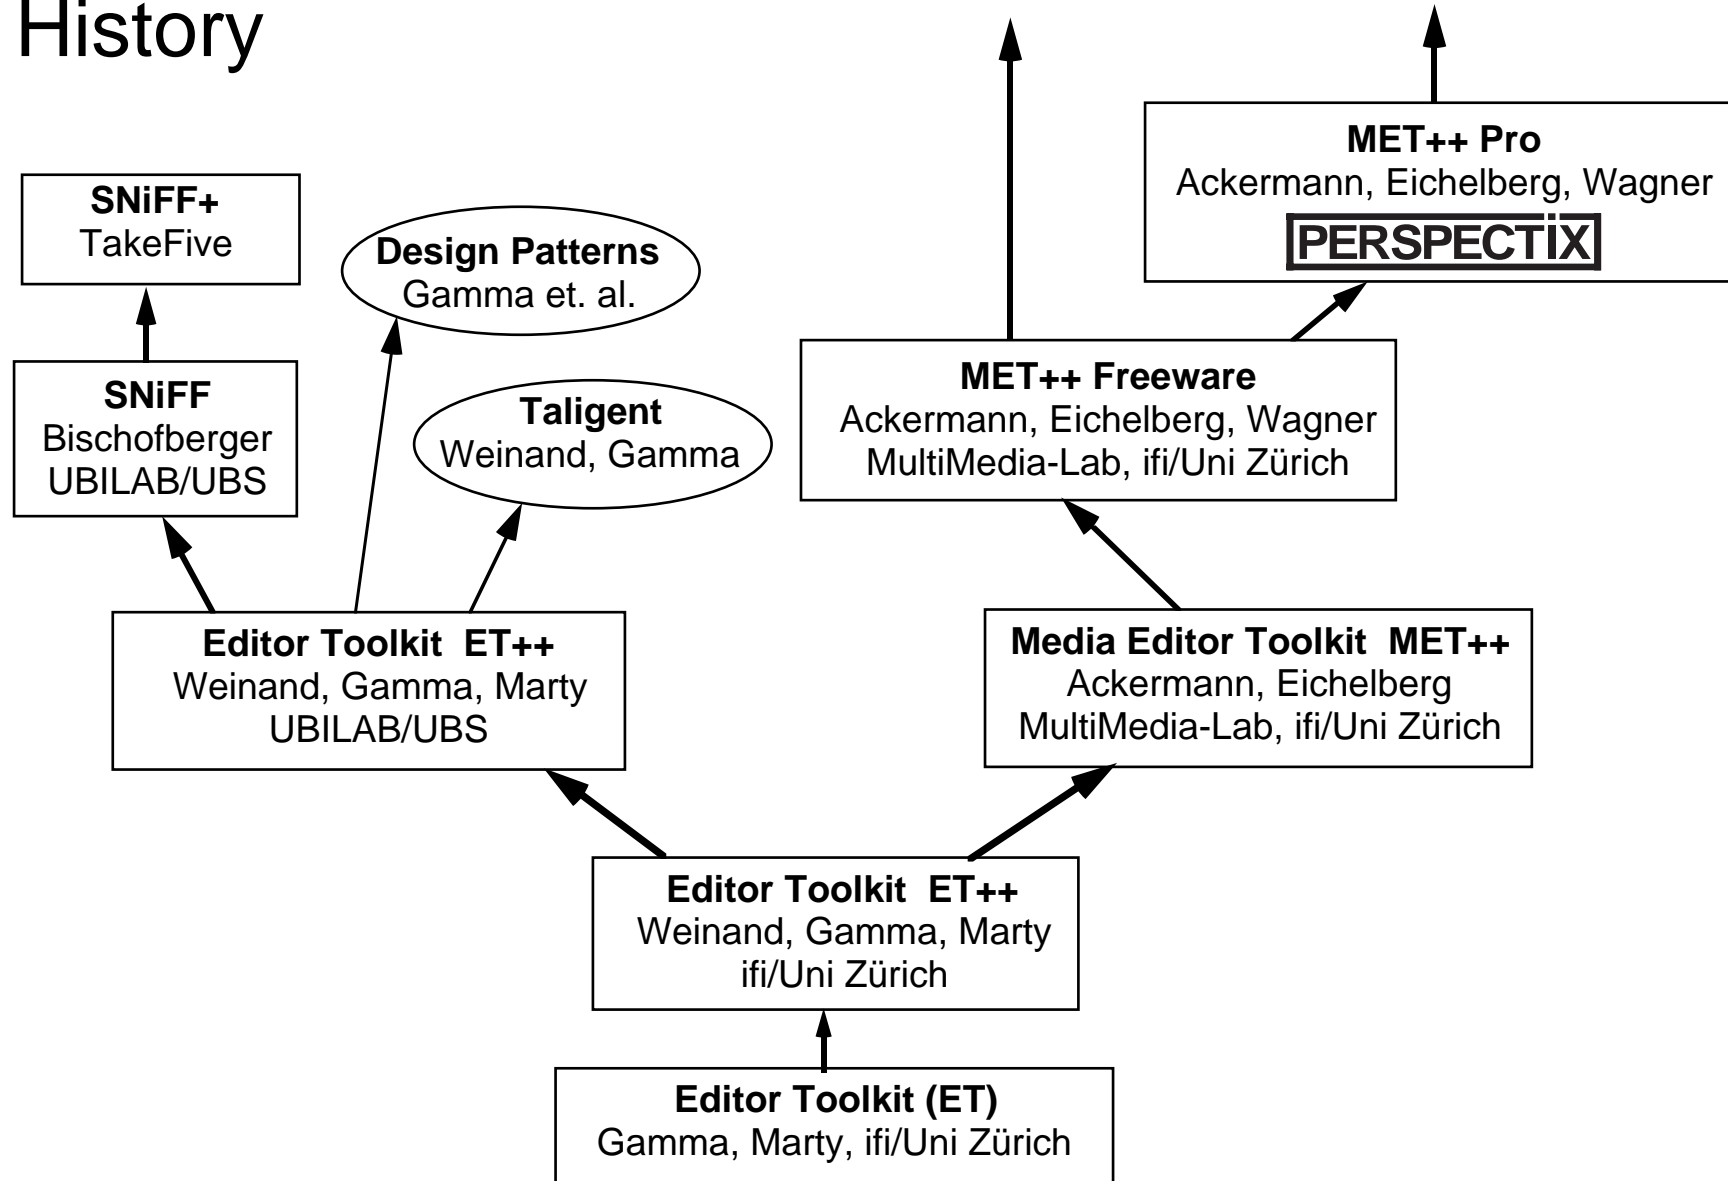 History
MET++ Pro
Ackermann, Eichelberg, Wagner
PERSPECTiX
SNiFF+
TakeFive
Design Patterns
Gamma et. al.
SNiFF
Bischofberger
UBILAB/UBS
Taligent
Weinand, Gamma
MET++ Freeware
Ackermann, Eichelberg, Wagner
MultiMedia-Lab, ifi/Uni Zürich
Editor Toolkit ET++
Weinand, Gamma, Marty
UBILAB/UBS
Media Editor Toolkit MET++
Ackermann, Eichelberg
MultiMedia-Lab, ifi/Uni Zürich
Editor Toolkit ET++
Weinand, Gamma, Marty
ifi/Uni Zürich
Editor Toolkit (ET)
Gamma, Marty, ifi/Uni Zürich